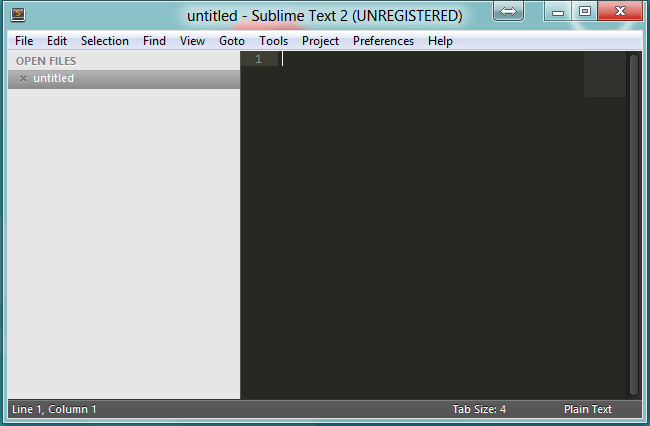 untitled - Sublime Text 2 (UNREGISTERED)
File Edit Selection Find View Goto Tools Project Preferences Help
OPEN FILES
untitled
1
Line 1, Column 1 Tab Size: 4 Plain Text